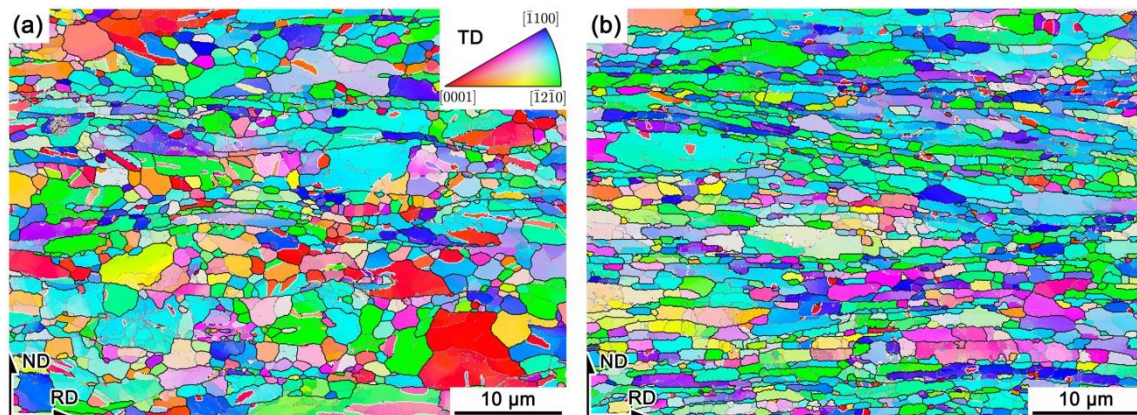 (a)
TD
[1̅100]
[0001]
[1̅21̅0]
ND
RD
10 µm
(b)
ND
RD
10 µm